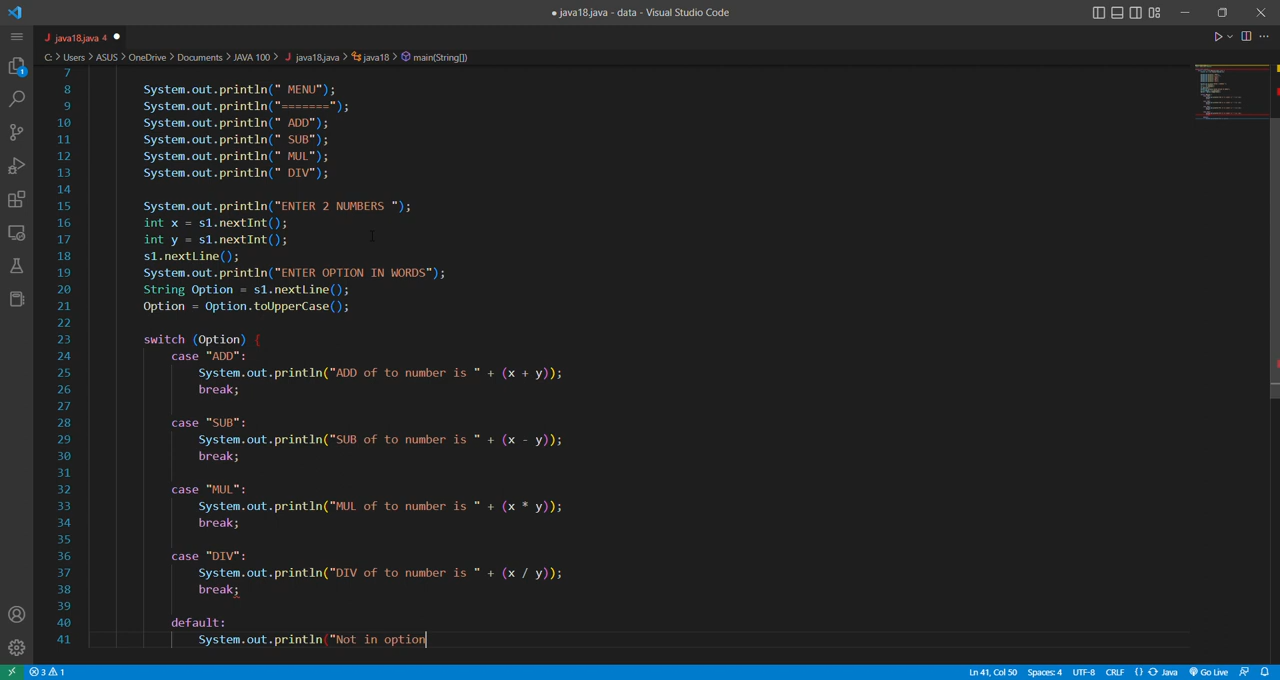 java18.java - data - Visual Studio Code
J java18.java 4
C: > Users > ASUS > OneDrive > Documents > JAVA 100 > J java18.java > java18 > main(String[])
7
8 System.out.println(" MENU");
9 System.out.println("=======");
10 System.out.println(" ADD");
11 System.out.println(" SUB");
12 System.out.println(" MUL");
13 System.out.println(" DIV");
14
15 System.out.println("ENTER 2 NUMBERS ");
16 int x = s1.nextInt();
17 int y = s1.nextInt();
18 s1.nextLine();
19 System.out.println("ENTER OPTION IN WORDS");
20 String Option = s1.nextLine();
21 Option = Option.toUpperCase();
22
23 switch (Option) {
24 case "ADD":
25 System.out.println("ADD of to number is " + (x + y));
26 break;
27
28 case "SUB":
29 System.out.println("SUB of to number is " + (x - y));
30 break;
31
32 case "MUL":
33 System.out.println("MUL of to number is " + (x * y));
34 break;
35
36 case "DIV":
37 System.out.println("DIV of to number is " + (x / y));
38 break;
39
40 default:
41 System.out.println("Not in option
1
3 1 Ln 41, Col 50 Spaces: 4 UTF-8 CRLF {} Java Go Live